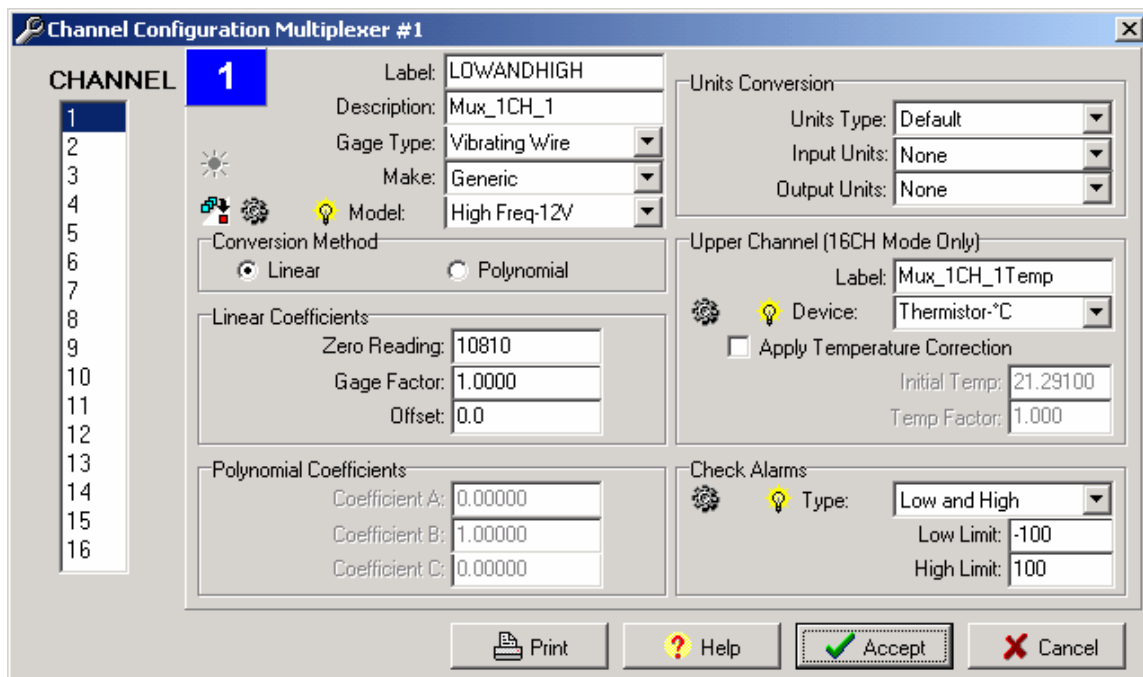 Channel Configuration Multiplexer #1
CHANNEL
1
2
3
4
5
6
7
8
9
10
11
12
13
14
15
16
1
Label: LOWANDHIGH
Description: Mux_1CH_1
Gage Type: Vibrating Wire
Make: Generic
Model: High Freq-12V
Conversion Method
Linear Polynomial
Linear Coefficients
Zero Reading: 10810
Gage Factor: 1.0000
Offset: 0.0
Polynomial Coefficients
Coefficient A: 0.00000
Coefficient B: 1.00000
Coefficient C: 0.00000
Units Conversion
Units Type: Default
Input Units: None
Output Units: None
Upper Channel (16CH Mode Only)
Label: Mux_1CH_1Temp
Device: Thermistor-°C
Apply Temperature Correction
Initial Temp: 21.29100
Temp Factor: 1.000
Check Alarms
Type: Low and High
Low Limit: -100
High Limit: 100
Print
? Help
Accept
Cancel